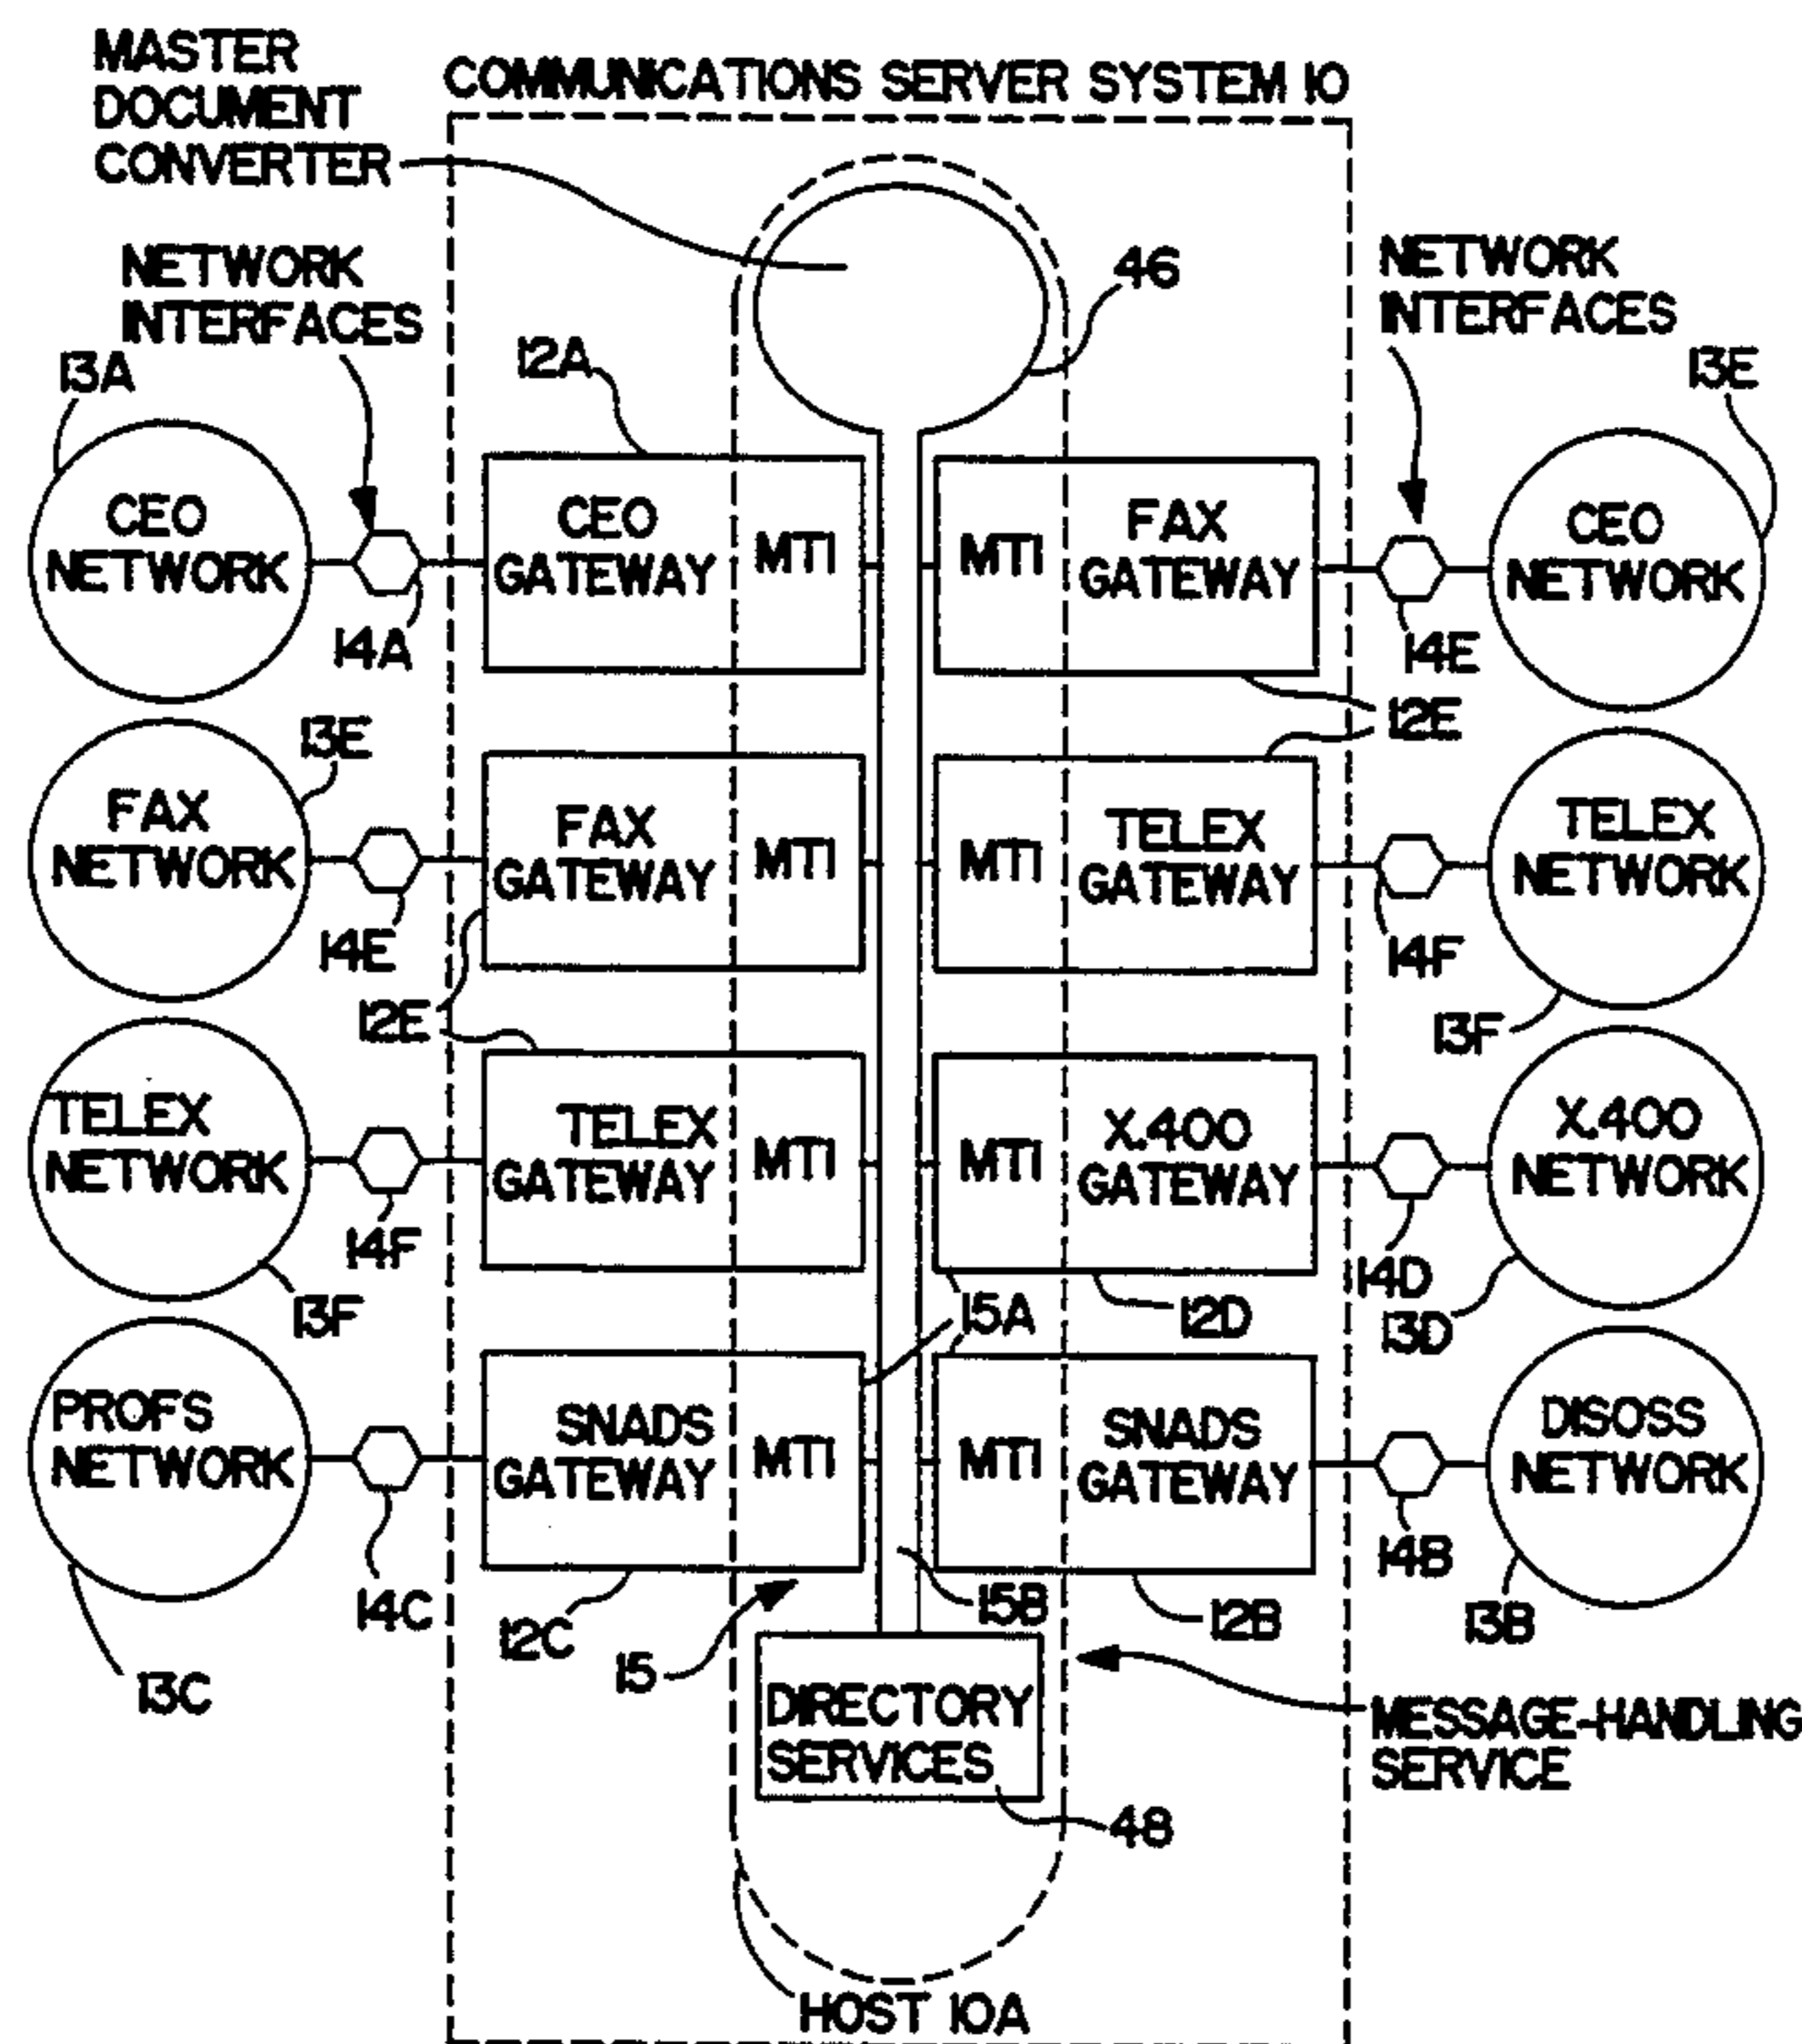 MASTER
DOCUMENT
CONVERTER
COMMUNICATIONS SERVER SYSTEM 10
NETWORK
INTERFACES
46
NETWORK
INTERFACES
13A
12A
13E
CEO
NETWORK
14A
CEO
GATEWAY
MTI
MTI
FAX
GATEWAY
14E
CEO
NETWORK
12E
13E
FAX
NETWORK
14E
FAX
GATEWAY
MTI
MTI
TELEX
GATEWAY
14F
TELEX
NETWORK
13F
12E
TELEX
NETWORK
14F
13F
TELEX
GATEWAY
MTI
MTI
X.400
GATEWAY
14D
X.400
NETWORK
13D
15A
12D
PROFS
NETWORK
14C
13C
SNADS
GATEWAY
MTI
MTI
SNADS
GATEWAY
14B
DISOSS
NETWORK
13B
12C
15
15B
12B
DIRECTORY
SERVICES
48
MESSAGE-HANDLING
SERVICE
HOST 10A